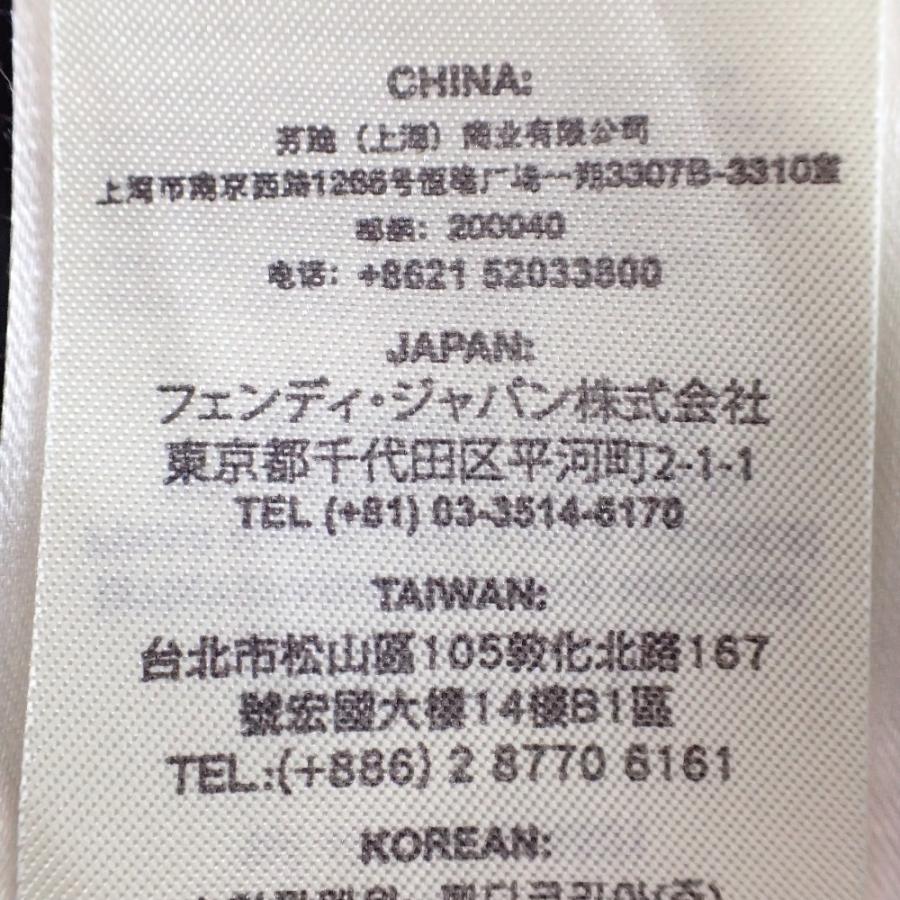 CHINA:
芬迪（上海）商业有限公司
上海市南京西路1266号恒隆广场一期3307B-3310室
邮编: 200040
电话: +8621 52033800
JAPAN:
フェンディ・ジャパン株式会社
東京都千代田区平河町2-1-1
TEL (+81) 03-3514-6170
TAIWAN:
台北市松山區105敦化北路167
號宏國大樓14樓B1區
TEL.:(+886) 2 8770 6161
KOREAN: